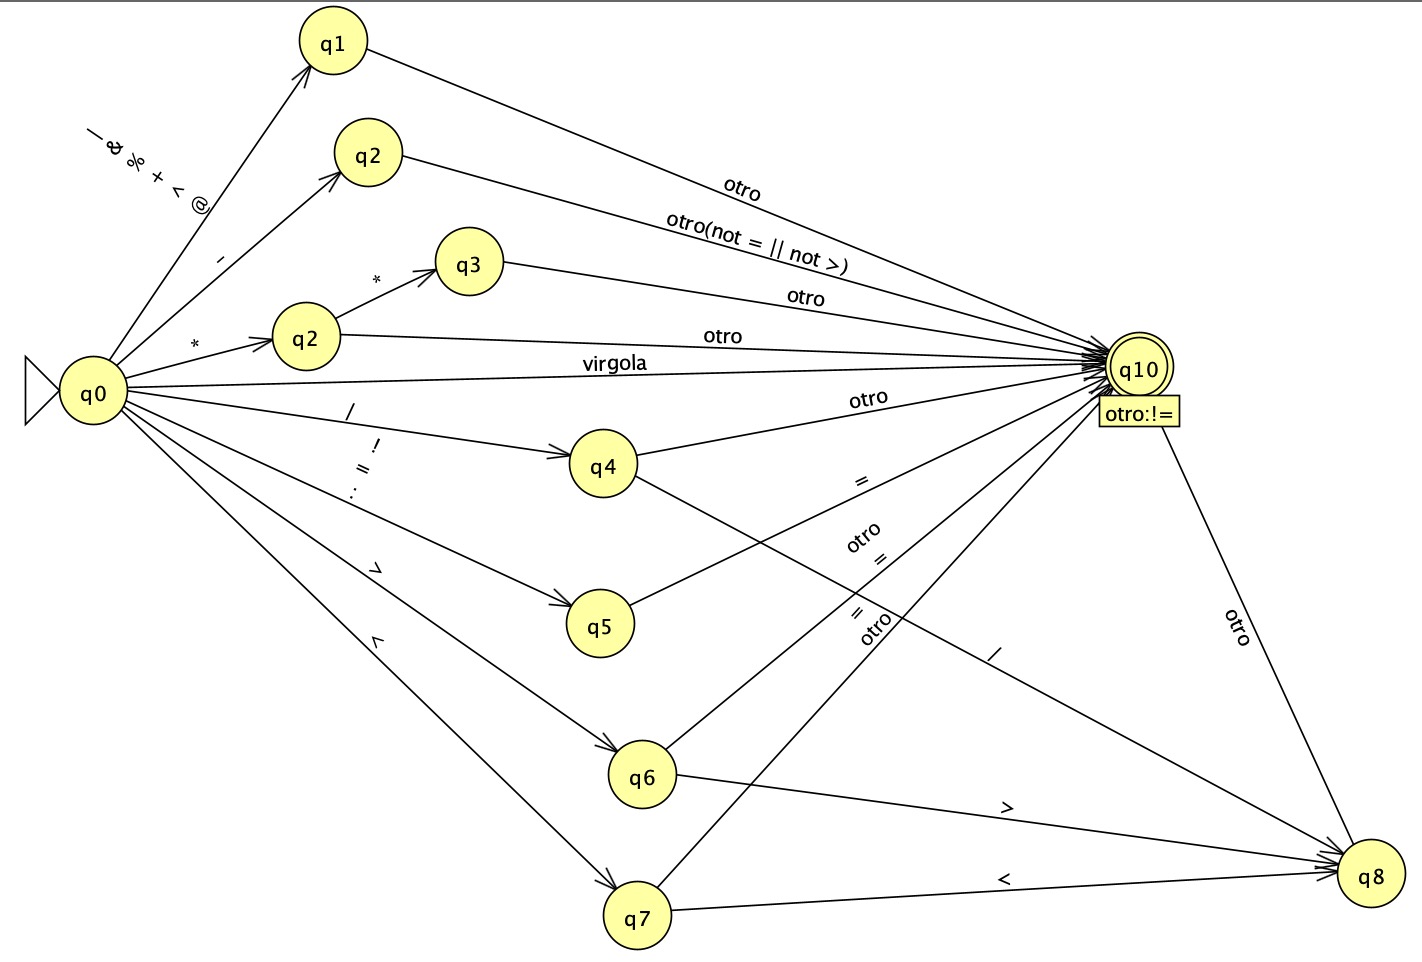 q1
| & % + < @
otro
q2
-
otro(not = || not >)
q3
*
otro
q2
*
otro
virgola
q0
q10
otro:!=
/
otro
q4
: = !
=
q5
>
otro
=
q6
<
=
otro
q7
/
otro
>
<
q8